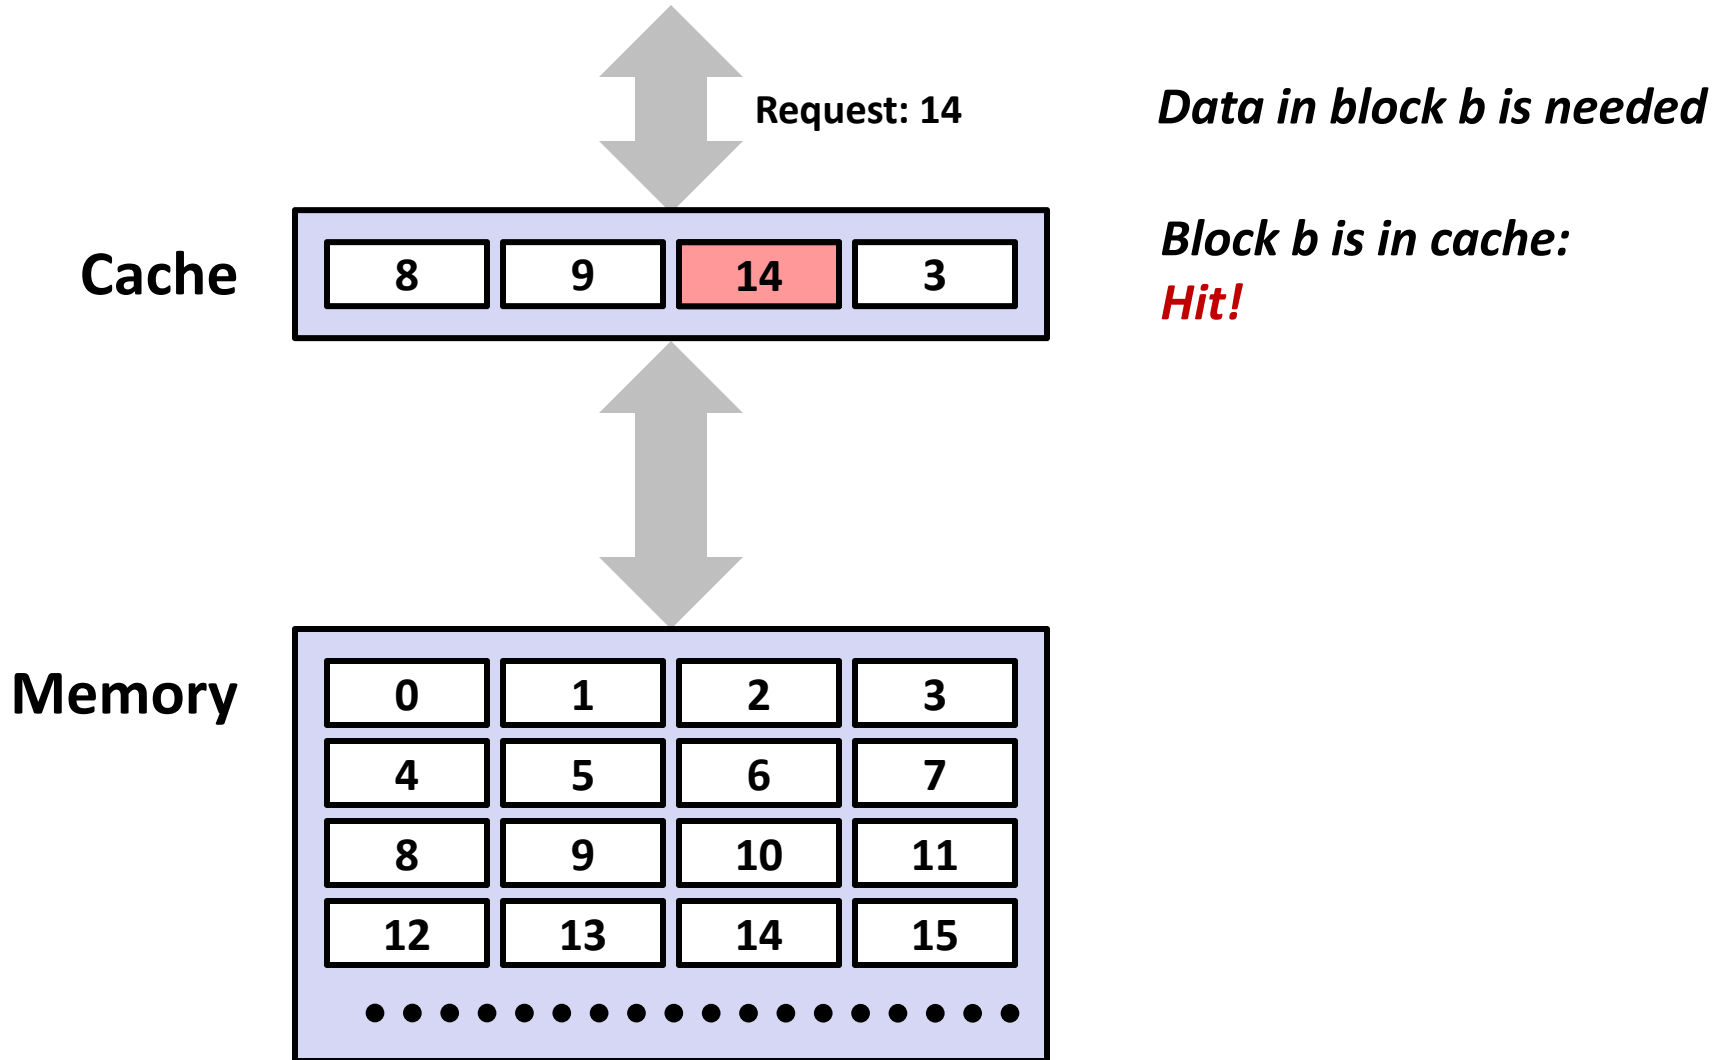 Request: 14
Data in block b is needed
Cache
8 9 14 3
Block b is in cache:
Hit!
Memory
0 1 2 3
4 5 6 7
8 9 10 11
12 13 14 15